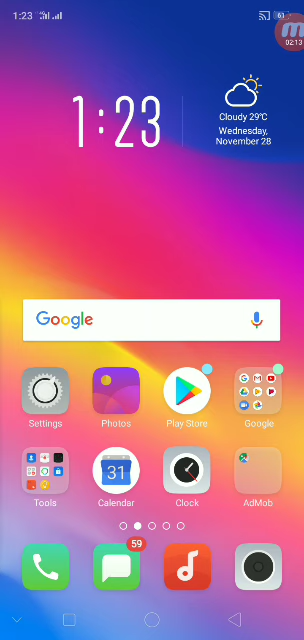 1:23
61
02:13
1:23
Cloudy 29°C
Wednesday,
November 28
Google
Settings
Photos
Play Store
Google
Tools
31
Calendar
Clock
AdMob
59